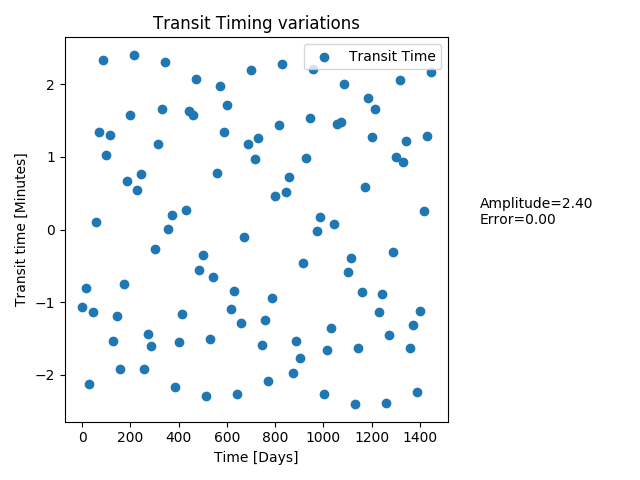 Transit Timing variations
Transit Time
Transit time [Minutes]
2
1
0
−1
−2
0 200 400 600 800 1000 1200 1400
Time [Days]
Amplitude=2.40
Error=0.00